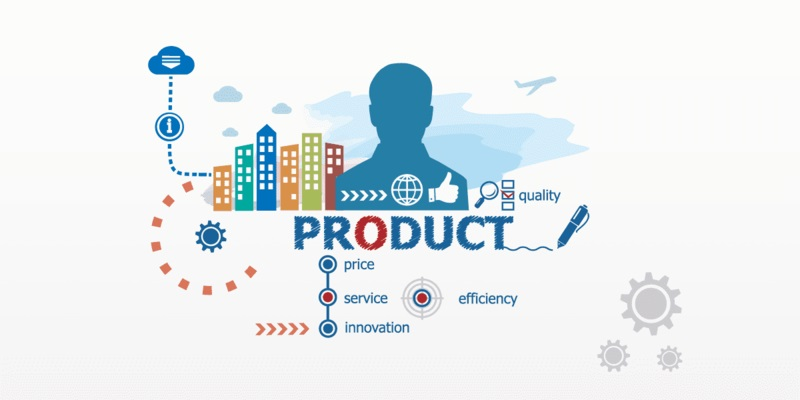 quality
PRODUCT
price
service
efficiency
innovation